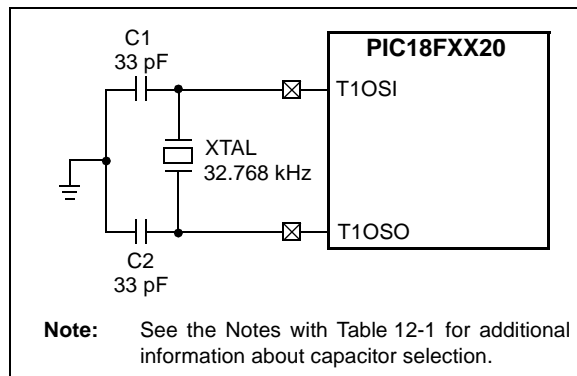 C1
33 pF
PIC18FXX20
T1OSI
XTAL
32.768 kHz
T1OSO
C2
33 pF
Note: See the Notes with Table 12-1 for additional
information about capacitor selection.